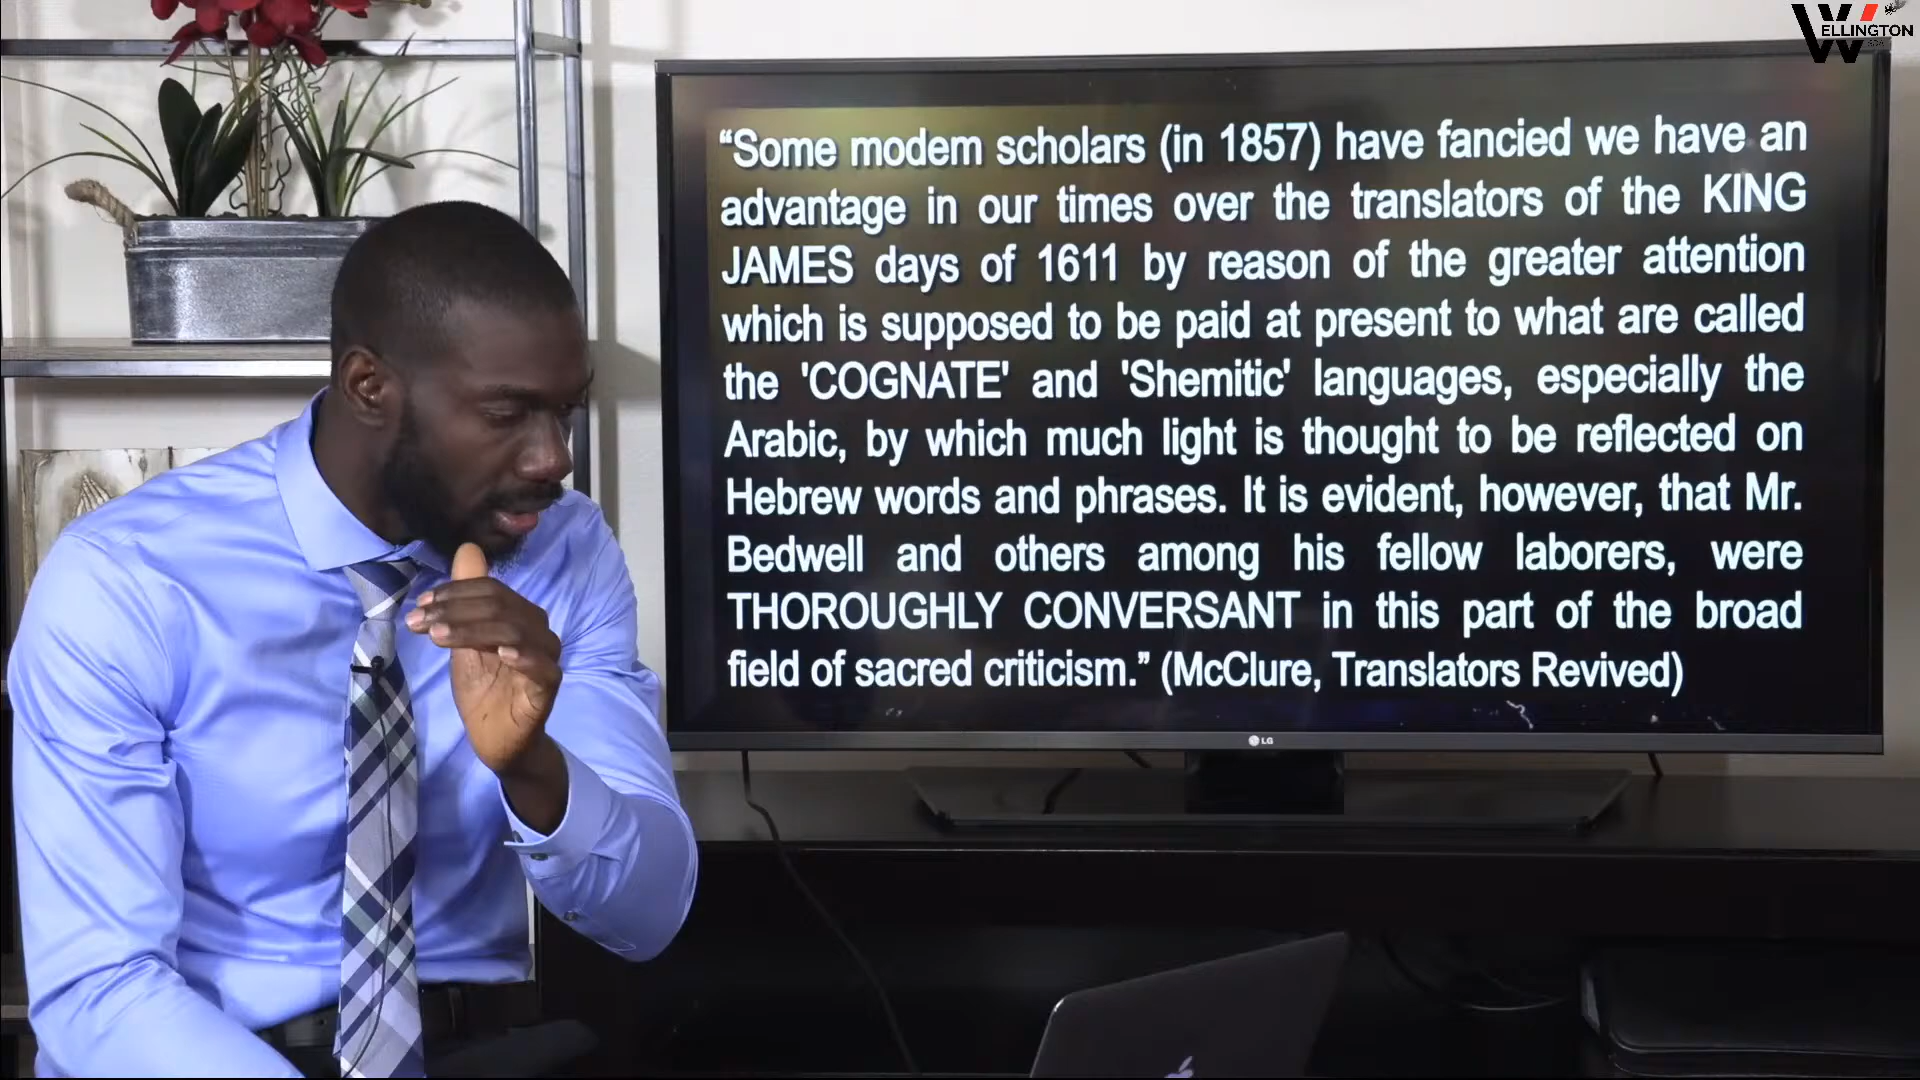 WELLINGTON
“Some modem scholars (in 1857) have fancied we have an
advantage in our times over the translators of the KING
JAMES days of 1611 by reason of the greater attention
which is supposed to be paid at present to what are called
the 'COGNATE' and 'Shemitic' languages, especially the
Arabic, by which much light is thought to be reflected on
Hebrew words and phrases. It is evident, however, that Mr.
Bedwell and others among his fellow laborers, were
THOROUGHLY CONVERSANT in this part of the broad
field of sacred criticism.” (McClure, Translators Revived)
LG